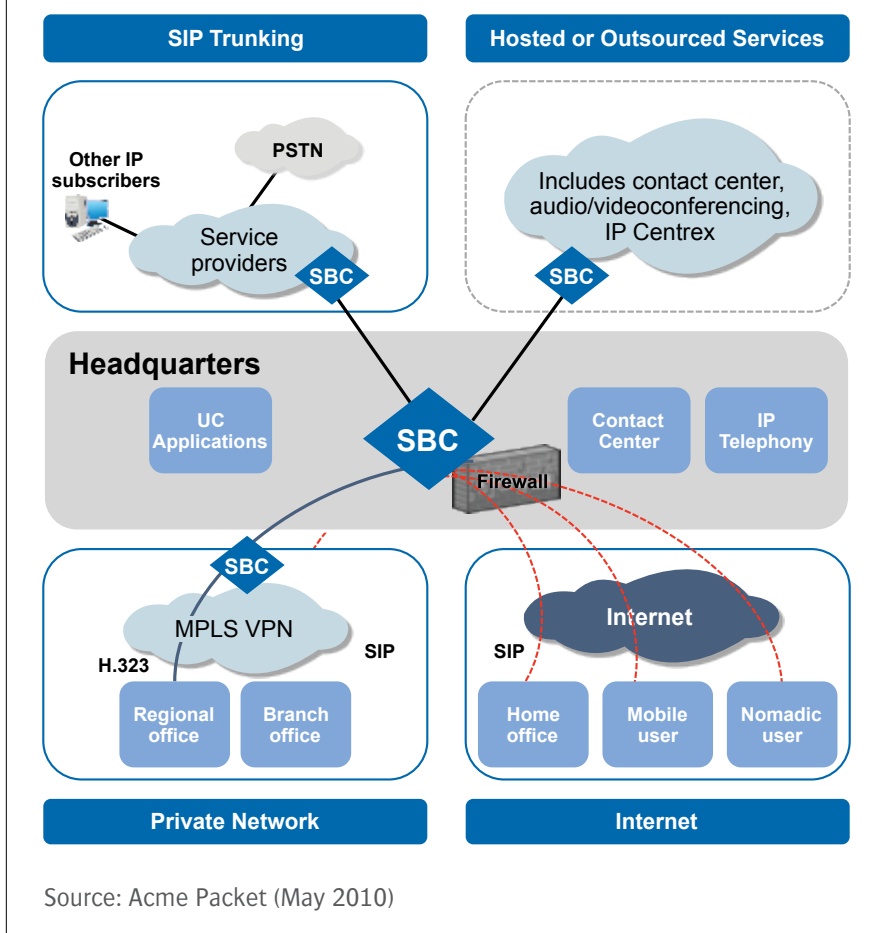 SIP Trunking
Hosted or Outsourced Services
Other IP
subscribers
PSTN
Service
providers
SBC
Includes contact center,
audio/videoconferencing,
IP Centrex
SBC
Headquarters
UC
Applications
SBC
Firewall
Contact
Center
IP
Telephony
SBC
MPLS VPN
H.323
SIP
Regional
office
Branch
office
Internet
SIP
Home
office
Mobile
user
Nomadic
user
Private Network
Internet
Source: Acme Packet (May 2010)